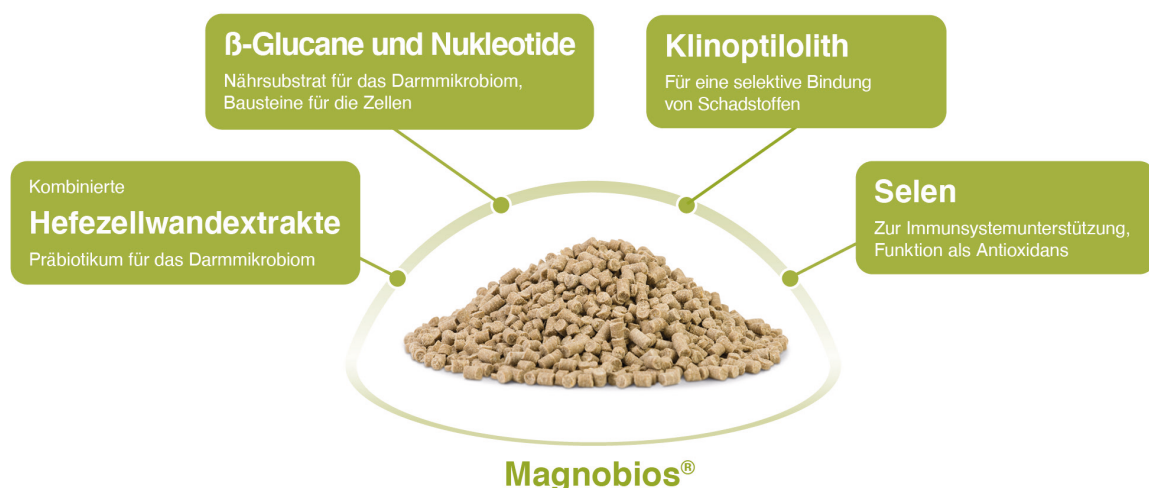 ß-Glucane und Nukleotide
Nährsubstrat für das Darmmikrobiom,
Bausteine für die Zellen
Klinoptilolith
Für eine selektive Bindung
von Schadstoffen
Kombinierte
Hefezellwandextrakte
Präbiotikum für das Darmmikrobiom
Selen
Zur Immunsystemunterstützung,
Funktion als Antioxidans
Magnobios®